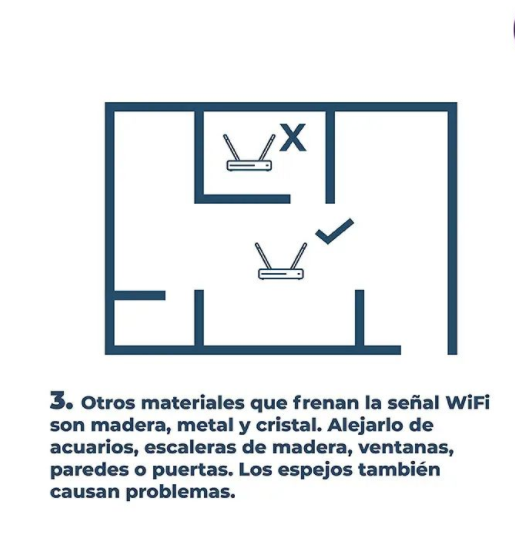 X
3. Otros materiales que frenan la señal WiFi
son madera, metal y cristal. Alejarlo de
acuarios, escaleras de madera, ventanas,
paredes o puertas. Los espejos también
causan problemas.